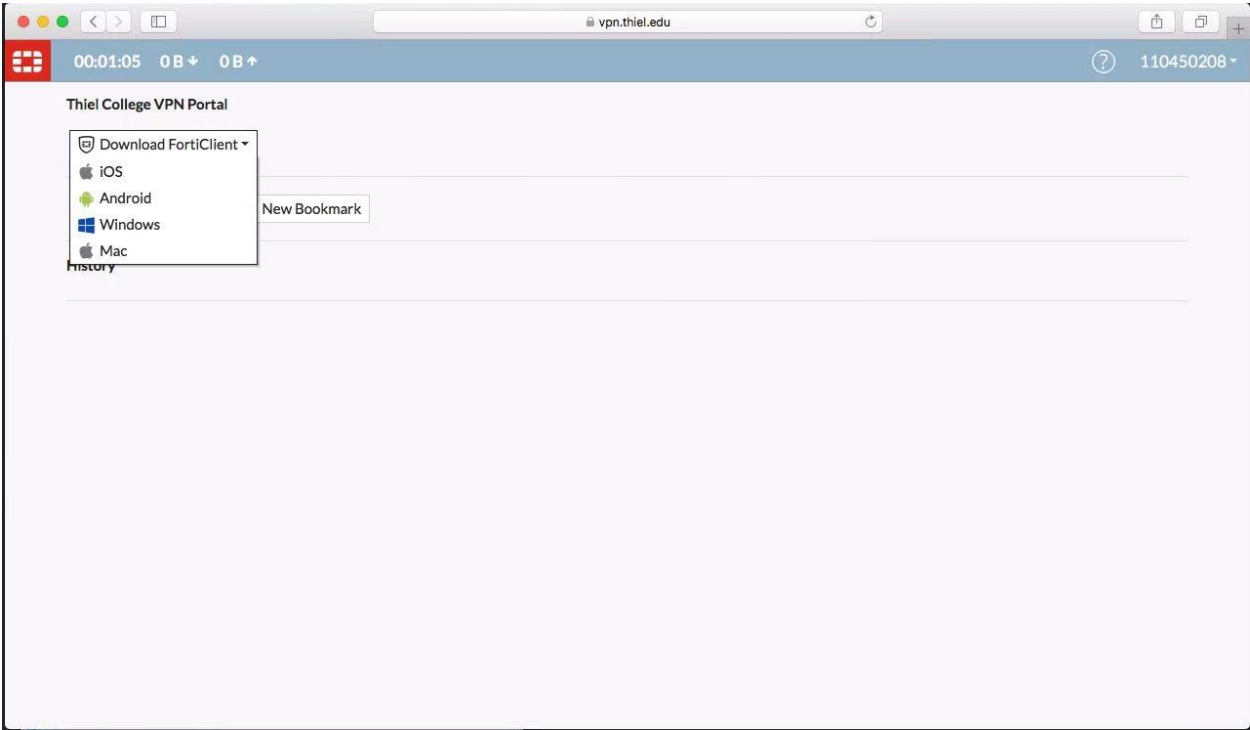 vpn.thiel.edu
00:01:05 0 B 0 B 110450208
Thiel College VPN Portal
Download FortiClient
iOS
Android
New Bookmark
Windows
Mac
History